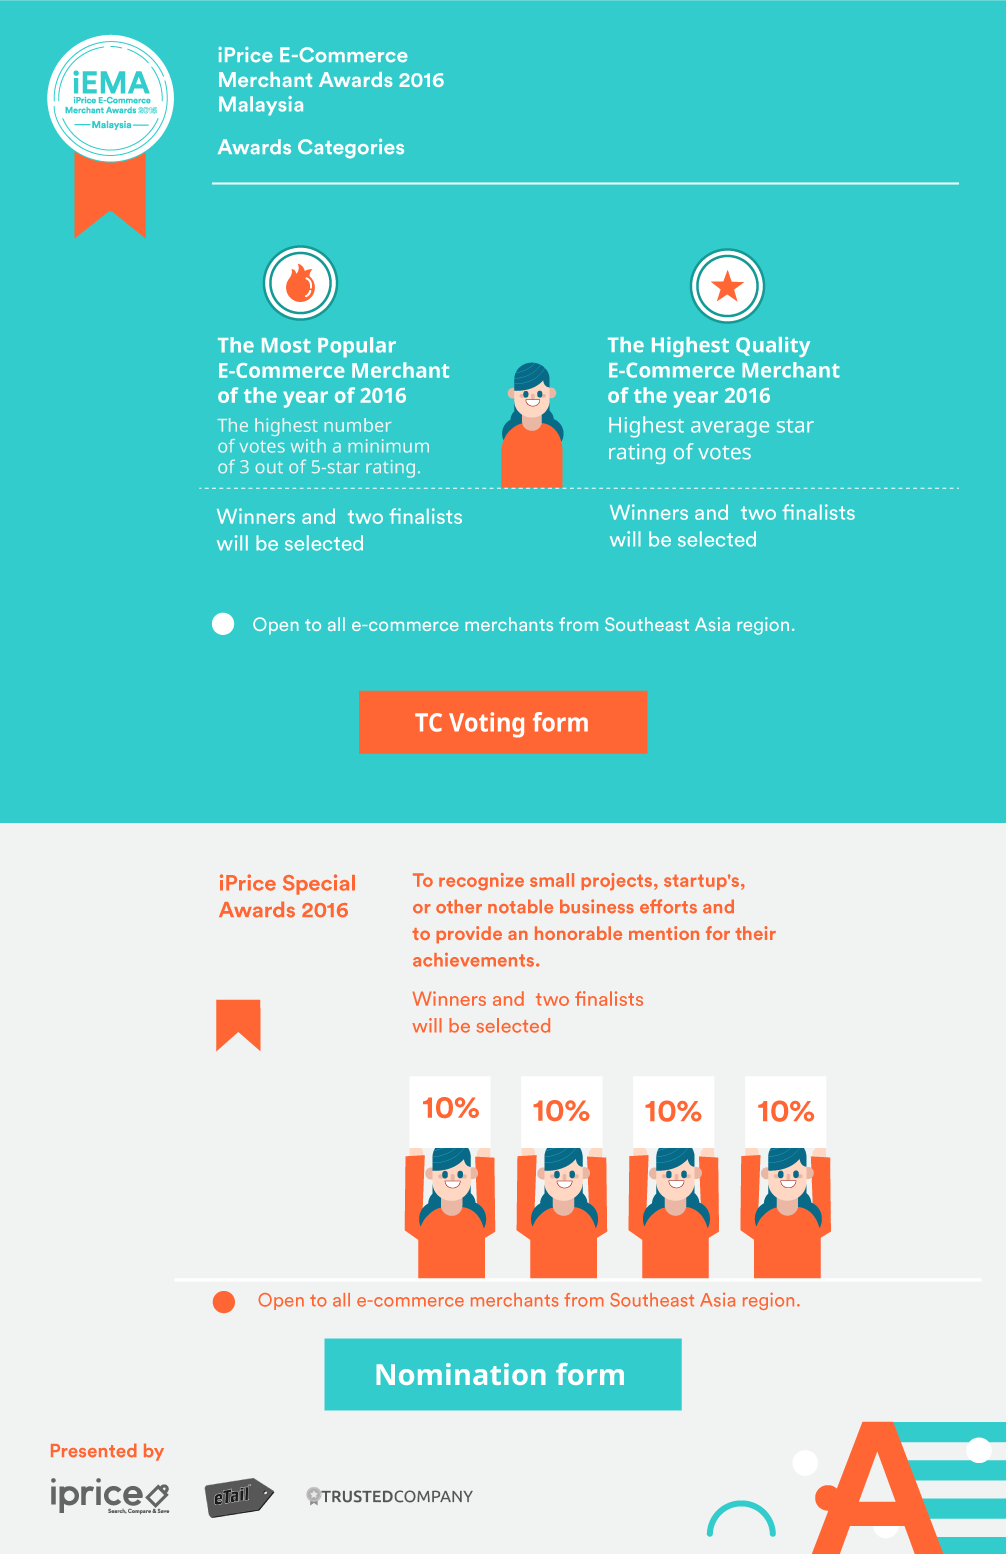 iEMA
iPrice E-Commerce
Merchant Awards 2016
Malaysia
iPrice E-Commerce
Merchant Awards 2016
Malaysia
Awards Categories
The Most Popular
E-Commerce Merchant
of the year of 2016
The highest number
of votes with a minimum
of 3 out of 5-star rating.
Winners and two finalists
will be selected
The Highest Quality
E-Commerce Merchant
of the year 2016
Highest average star
rating of votes
Winners and two finalists
will be selected
Open to all e-commerce merchants from Southeast Asia region.
TC Voting form
iPrice Special
Awards 2016
To recognize small projects, startup's,
or other notable business efforts and
to provide an honorable mention for their
achievements.
Winners and two finalists
will be selected
10% 10% 10% 10%
Open to all e-commerce merchants from Southeast Asia region.
Nomination form
Presented by
iprice
Search, Compare & Save
eTail
TRUSTEDCOMPANY
A